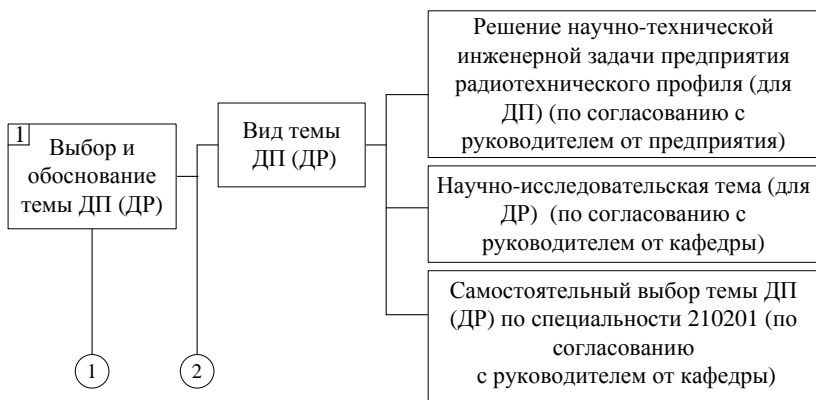 1
Выбор и
обоснование
темы ДП (ДР)
Вид темы
ДП (ДР)
Решение научно-технической
инженерной задачи предприятия
радиотехнического профиля (для
ДП) (по согласованию с
руководителем от предприятия)
Научно-исследовательская тема (для
ДР) (по согласованию с
руководителем от кафедры)
Самостоятельный выбор темы ДП
(ДР) по специальности 210201 (по
согласованию
с руководителем от кафедры)
1
2